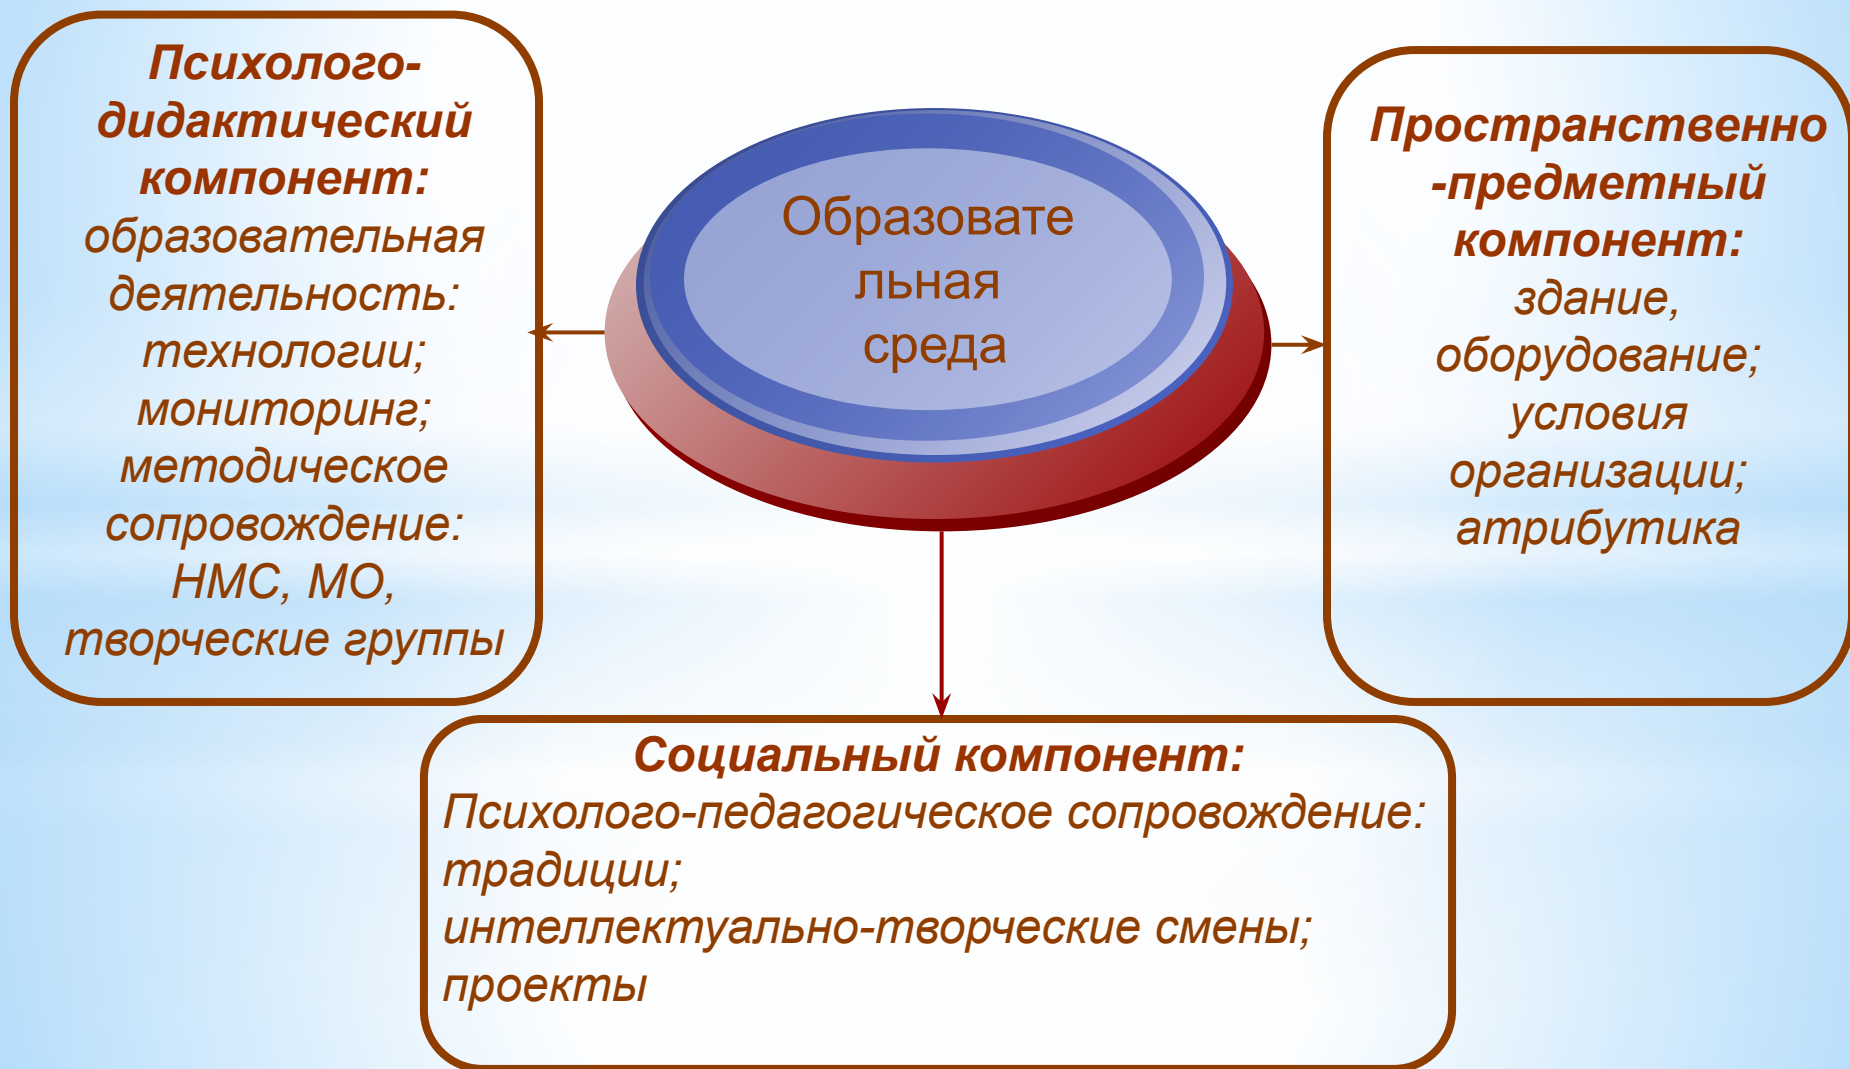 Психолого-
дидактический
компонент:
образовательная
деятельность:
технологии;
мониторинг;
методическое
сопровождение:
НМС, МО,
творческие группы
Образовате
льная
среда
Пространственно
-предметный
компонент:
здание,
оборудование;
условия
организации;
атрибутика
Социальный компонент:
Психолого-педагогическое сопровождение:
традиции;
интеллектуально-творческие смены;
проекты